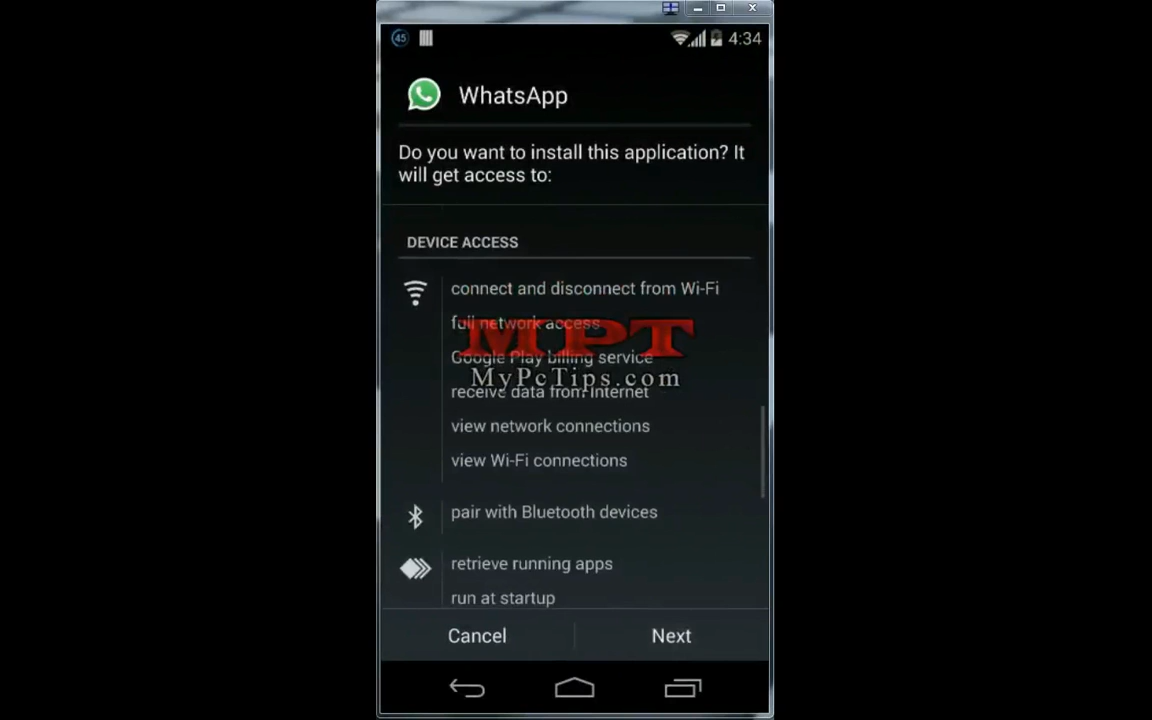 45
4:34
WhatsApp
Do you want to install this application? It
will get access to:
DEVICE ACCESS
connect and disconnect from Wi-Fi
full network access
MPT
Google Play billing service
MyPcTips.com
receive data from Internet
view network connections
view Wi-Fi connections
pair with Bluetooth devices
retrieve running apps
run at startup
Cancel
Next